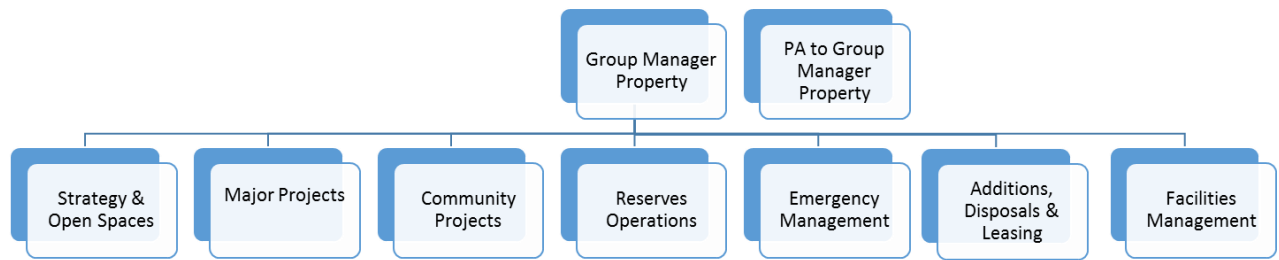 Group Manager
Property
PA to Group
Manager
Property
Strategy &
Open Spaces
Major Projects
Community
Projects
Reserves
Operations
Emergency
Management
Additions,
Disposals &
Leasing
Facilities
Management